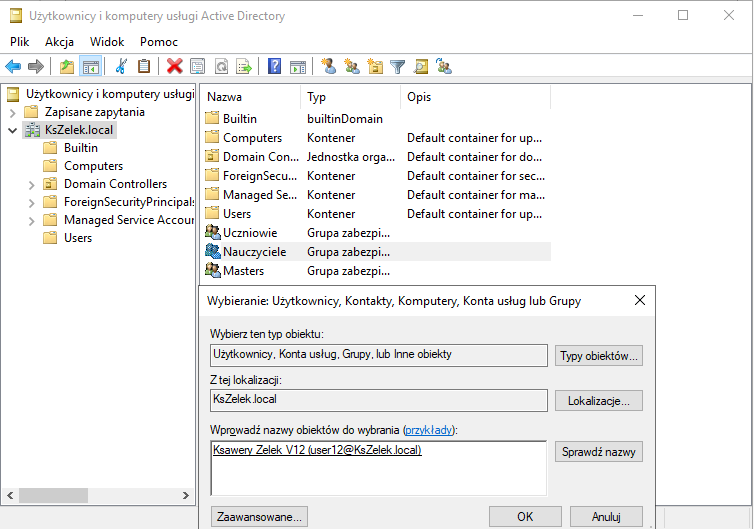 Użytkownicy i komputery usługi Active Directory
Plik Akcja Widok Pomoc
Użytkownicy i komputery usługi
Zapisane zapytania
KsZelek.local
Builtin
Computers
Domain Controllers
ForeignSecurityPrincipals
Managed Service Accour
Users
Nazwa Typ Opis
Builtin builtinDomain
Computers Kontener Default container for up...
Domain Con... Jednostka orga... Default container for do...
ForeignSecu... Kontener Default container for sec...
Managed Se... Kontener Default container for ma...
Users Kontener Default container for up...
Uczniowie Grupa zabezpi...
Nauczyciele Grupa zabezpi...
Masters Grupa zabezpi...
Wybieranie: Użytkownicy, Kontakty, Komputery, Konta usług lub Grupy
Wybierz ten typ obiektu:
Użytkownicy, Konta usług, Grupy, lub Inne obiekty Typy obiektów...
Z tej lokalizacji:
KsZelek.local Lokalizacje...
Wprowadź nazwy obiektów do wybrania (przykłady):
Ksawery Zelek V12 (user12@KsZelek.local) Sprawdź nazwy
Zaawansowane... OK Anuluj